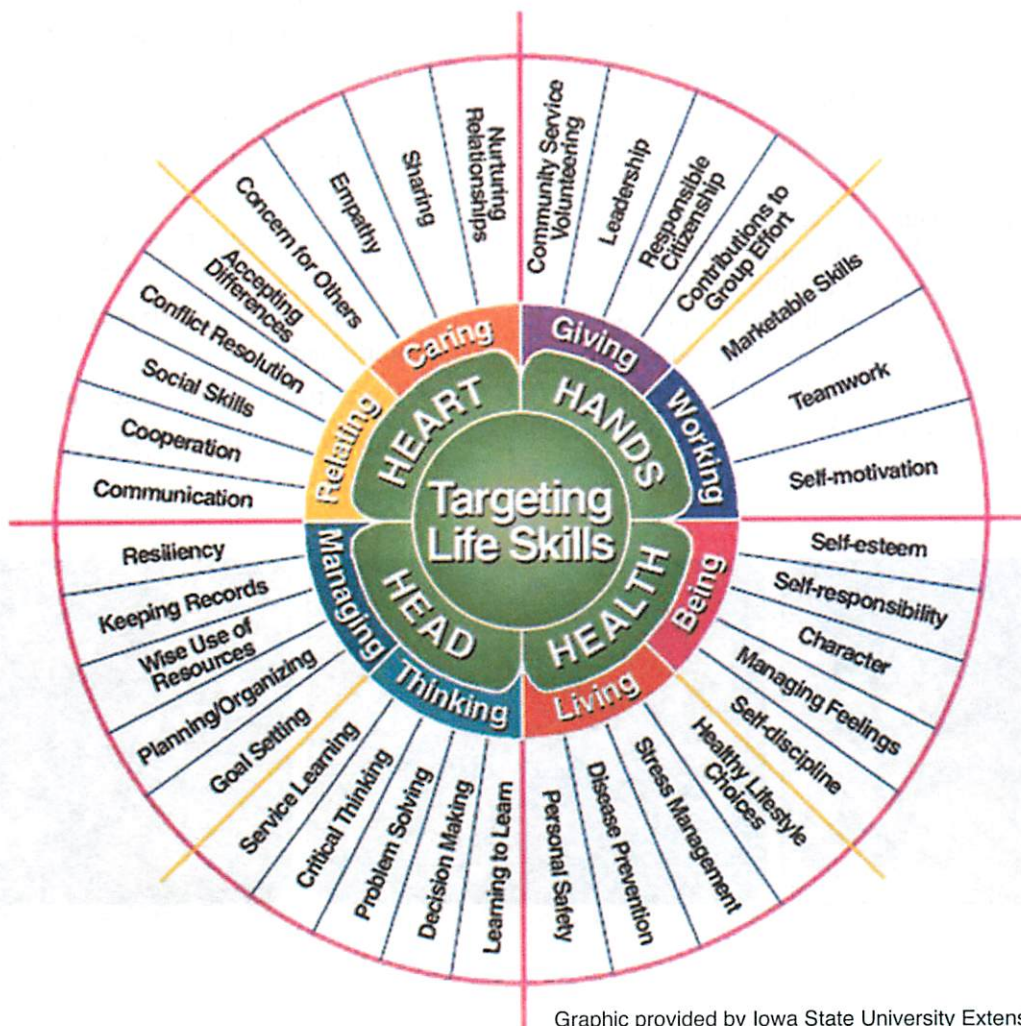 Nurturing
Relationships
Sharing
Empathy
Concern for Others
Accepting
Differences
Conflict Resolution
Social Skills
Cooperation
Communication
Community Service
Volunteering
Leadership
Responsible
Citizenship
Contributions to
Group Effort
Marketable Skills
Teamwork
Self-motivation
Caring
Relating
HEART
Giving
Working
HANDS
Targeting
Life Skills
Managing
Thinking
HEAD
Being
Living
HEALTH
Resiliency
Keeping Records
Wise Use of
Resources
Planning/Organizing
Goal Setting
Service Learning
Critical Thinking
Problem Solving
Decision Making
Learning to Learn
Self-esteem
Self-responsibility
Character
Managing Feelings
Self-discipline
Healthy Lifestyle
Choices
Stress Management
Disease Prevention
Personal Safety
Graphic provided by Iowa State University Extens